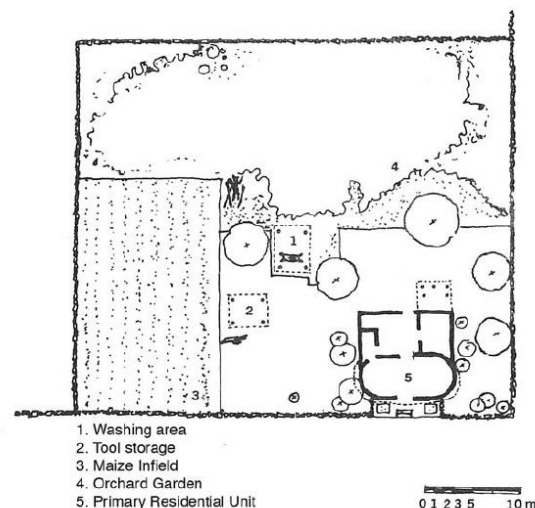 4
1
2
5
3
1. Washing area
2. Tool storage
3. Maize Infield
4. Orchard Garden
5. Primary Residential Unit
0 1 2 3 5 10 m